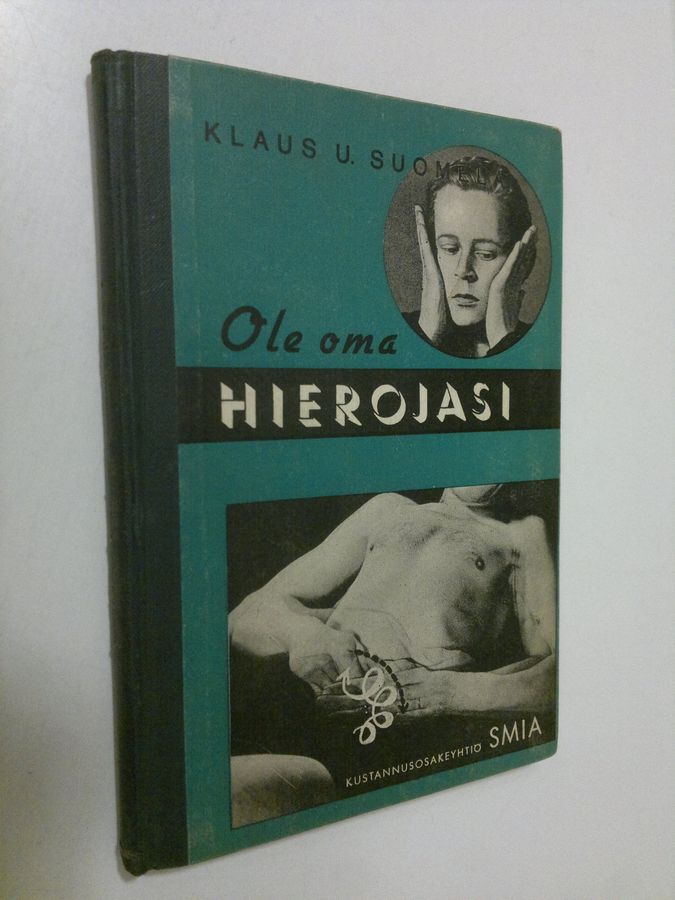 KLAUS U. SUOMELA
Ole oma
HIEROJASI
KUSTANNUSOSAKEYHTIÖ SMIA